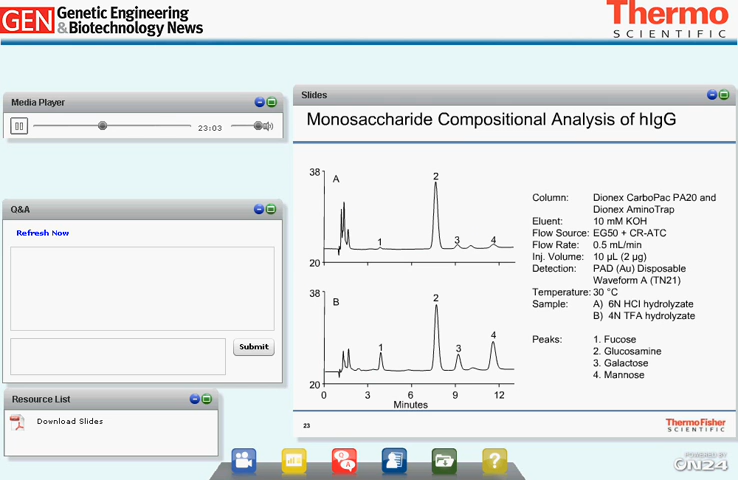 GEN Genetic Engineering
& Biotechnology News
Thermo
SCIENTIFIC
Media Player
23:03
Q&A
Refresh Now
Submit
Resource List
Download Slides
Slides
Monosaccharide Compositional Analysis of hIgG
38
A
2
1
3
4
20
38
B
2
1
3
4
20
0 3 6 9 12
Minutes
Column: Dionex CarboPac PA20 and
Dionex AminoTrap
Eluent: 10 mM KOH
Flow Source: EG50 + CR-ATC
Flow Rate: 0.5 mL/min
Inj. Volume: 10 µL (2 µg)
Detection: PAD (Au) Disposable
Waveform A (TN21)
Temperature: 30 °C
Sample: A) 6N HCl hydrolyzate
B) 4N TFA hydrolyzate
Peaks: 1. Fucose
2. Glucosamine
3. Galactose
4. Mannose
23
ThermoFisher
SCIENTIFIC
Q
A
?
POWERED BY
ON24